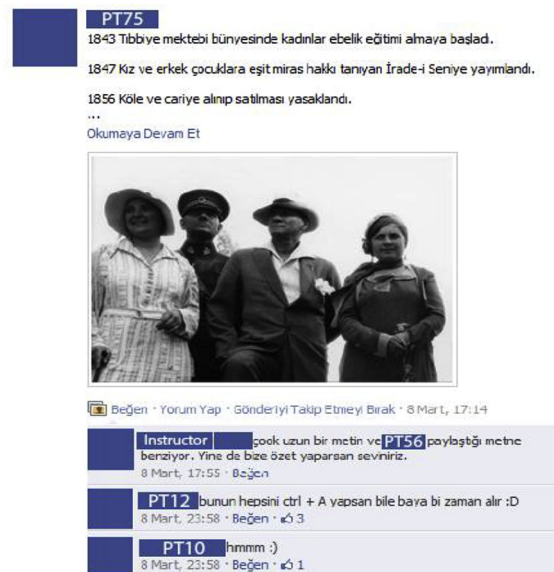 PT75
1843 Tıbbiye mektebi bünyesinde kadınlar ebelik eğitimi almaya başladı.
1847 Kız ve erkek çocuklara eşit miras hakkı tanıyan İrade-i Seniye yayımlandı.
1856 Köle ve cariye alınıp satılması yasaklandı.
...
Okumaya Devam Et
Beğen · Yorum Yap · Gönderiyi Takip Etmeyi Bırak · 8 Mart, 17:14
Instructor çook uzun bir metin ve PT56 paylaştığı metne
benziyor. Yine de bize özet yaparsan seviniriz.
8 Mart, 17:55 · Beğen
PT12 bunun hepsini ctrl + A yapsan bile baya bi zaman alır :D
8 Mart, 23:58 · Beğen · 3
PT10 hmmm :)
8 Mart, 23:58 · Beğen · 1